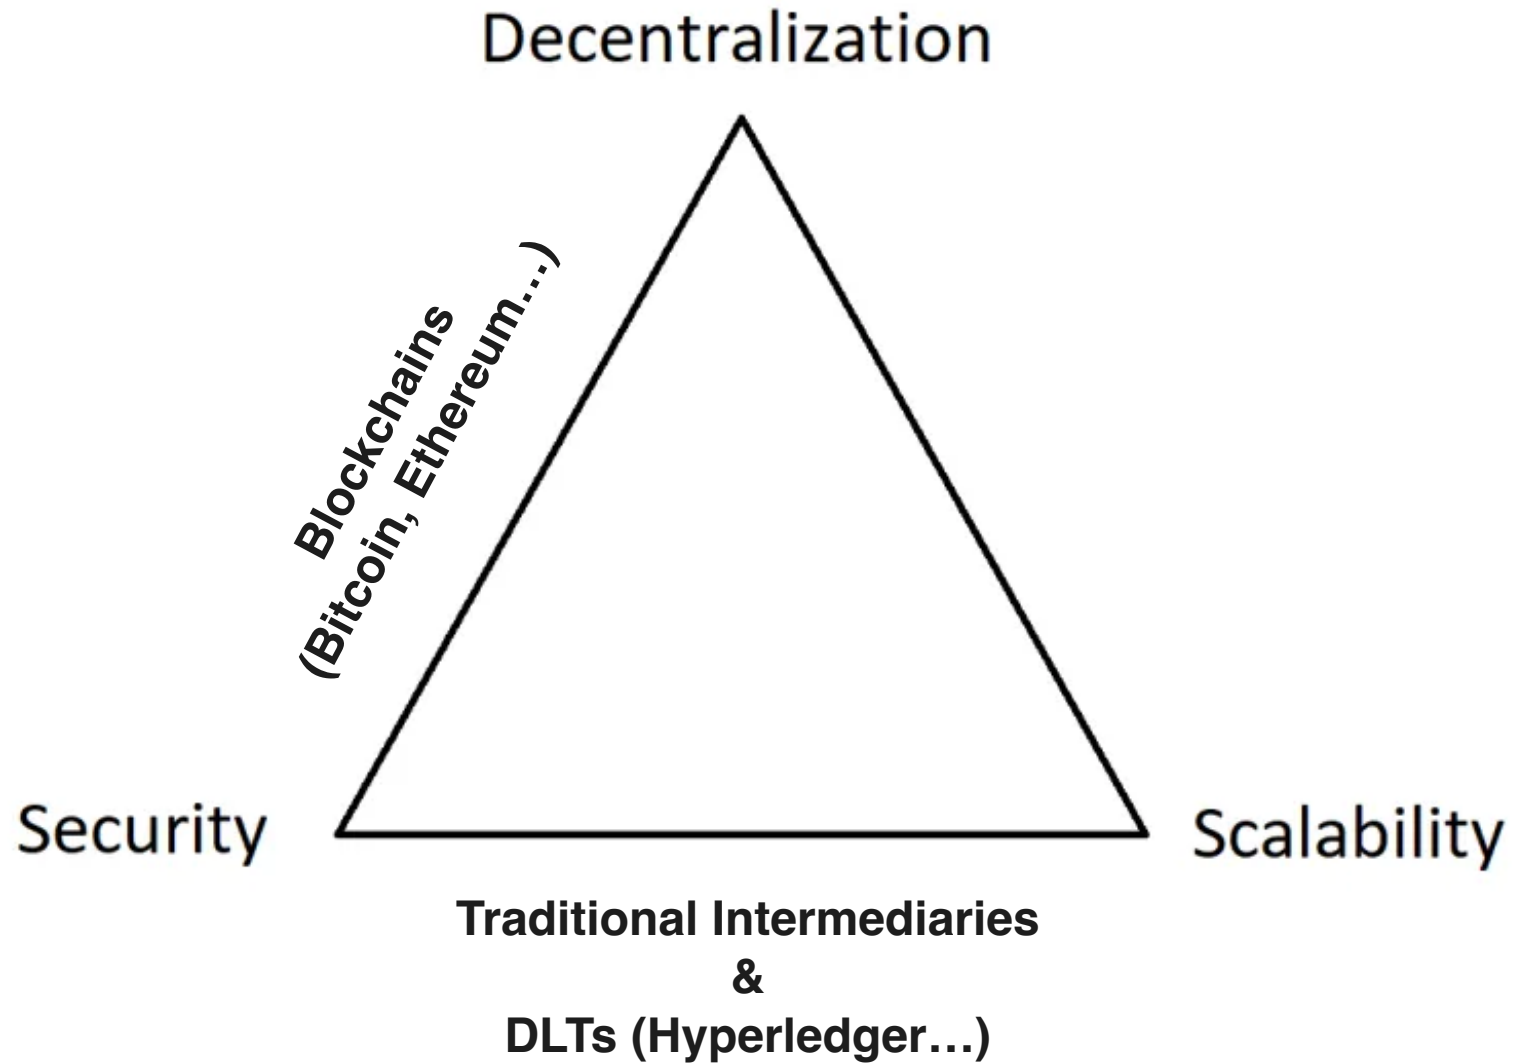 Decentralization
Blockchains
(Bitcoin, Ethereum…)
Security
Scalability
Traditional Intermediaries
&
DLTs (Hyperledger…)